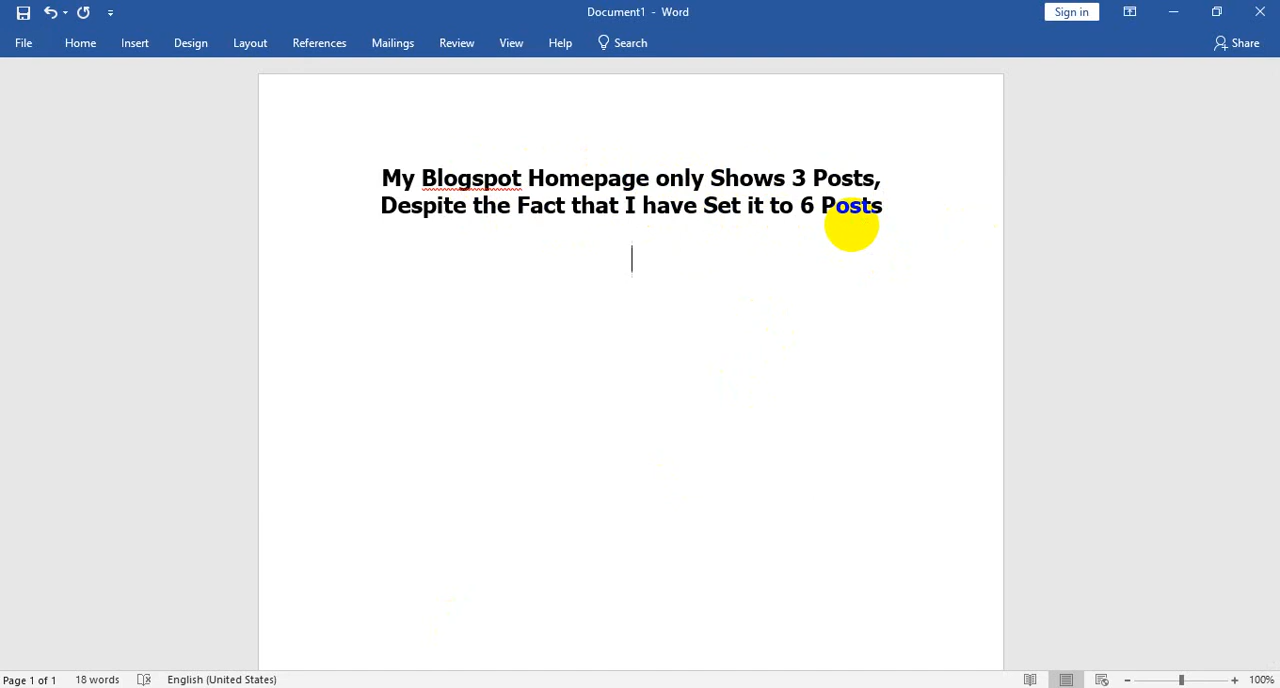 Document1 - Word
Sign in
File Home Insert Design Layout References Mailings Review View Help Search Share
My Blogspot Homepage only Shows 3 Posts,
Despite the Fact that I have Set it to 6 Posts
Page 1 of 1 18 words English (United States) 100%